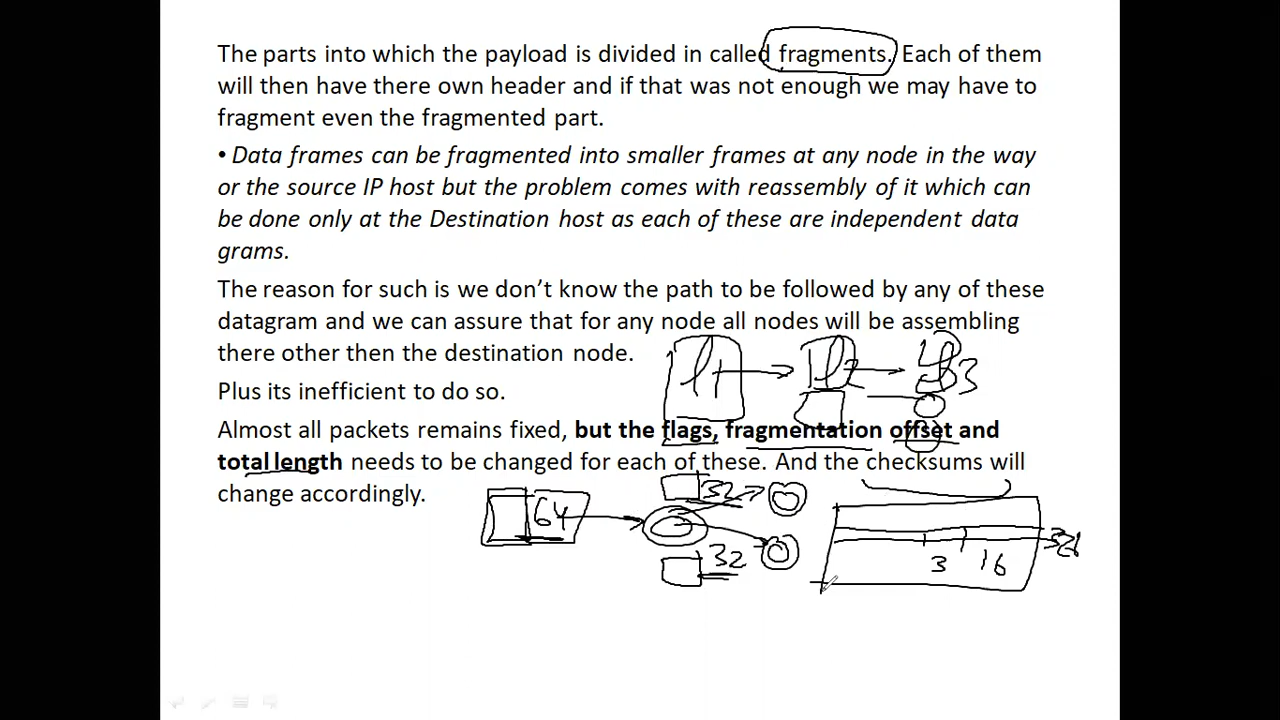 The parts into which the payload is divided in called fragments. Each of them
will then have there own header and if that was not enough we may have to
fragment even the fragmented part.
• Data frames can be fragmented into smaller frames at any node in the way
or the source IP host but the problem comes with reassembly of it which can
be done only at the Destination host as each of these are independent data
grams.
The reason for such is we don’t know the path to be followed by any of these
datagram and we can assure that for any node all nodes will be assembling
there other then the destination node.
Plus its inefficient to do so.
Almost all packets remains fixed, but the flags, fragmentation offset and
total length needs to be changed for each of these. And the checksums will
change accordingly.
32
64
32
3 16